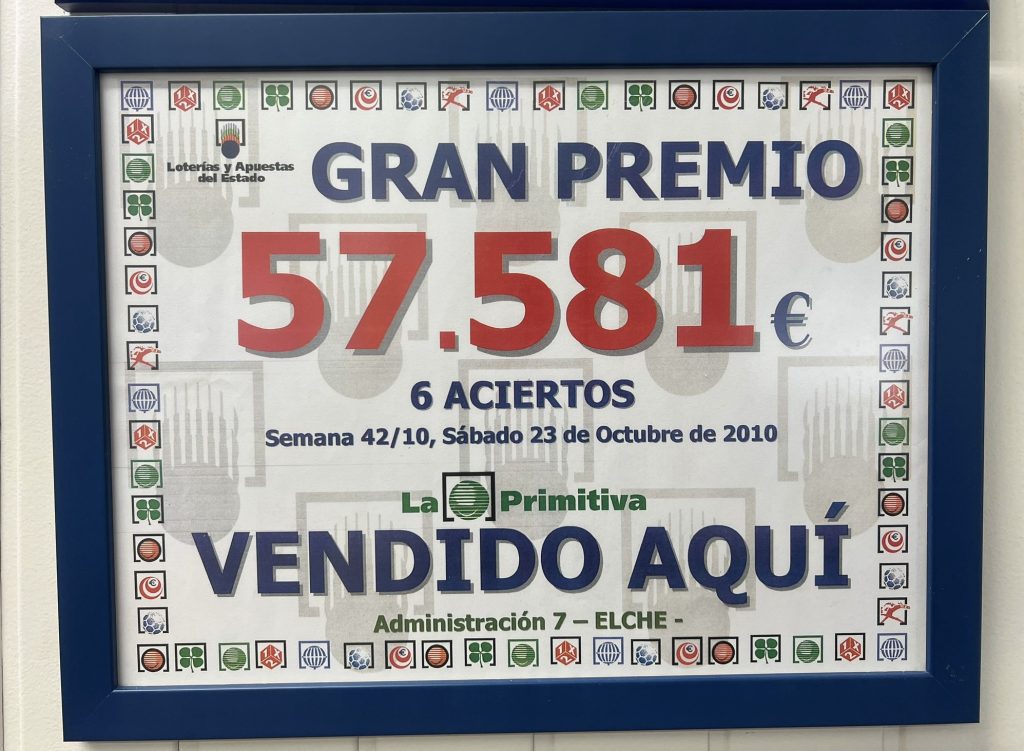 Loterías y Apuestas
del Estado
GRAN PREMIO
57.581 €
6 ACIERTOS
Semana 42/10, Sábado 23 de Octubre de 2010
La Primitiva
VENDIDO AQUÍ
Administración 7 – ELCHE -